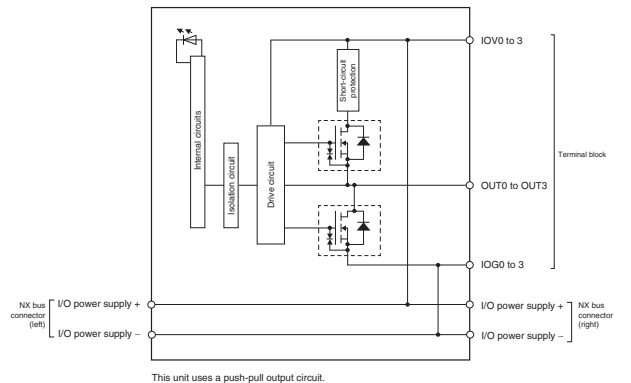 IOV0 to 3
Short-circuit
protection
Internal circuits
Isolation circuit
Drive circuit
Terminal block
OUT0 to OUT3
IOG0 to 3
NX bus
connector
(left)
I/O power supply +
I/O power supply –
I/O power supply +
I/O power supply –
NX bus
connector
(right)
This unit uses a push-pull output circuit.